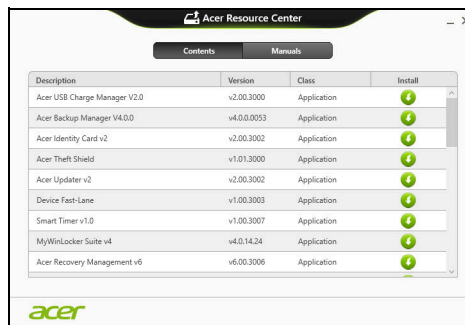 Acer Resource Center
Contents Manuals
Description Version Class Install
Acer USB Charge Manager V2.0 v2.00.3000 Application
Acer Backup Manager V4.0.0 v4.0.0.0053 Application
Acer Identity Card v2 v2.00.3002 Application
Acer Theft Shield v1.01.3000 Application
Acer Updater v2 v2.00.3002 Application
Device Fast-Lane v1.00.3003 Application
Smart Timer v1.0 v1.00.3007 Application
MyWinLocker Suite v4 v4.0.14.24 Application
Acer Recovery Management v6 v6.00.3006 Application
acer